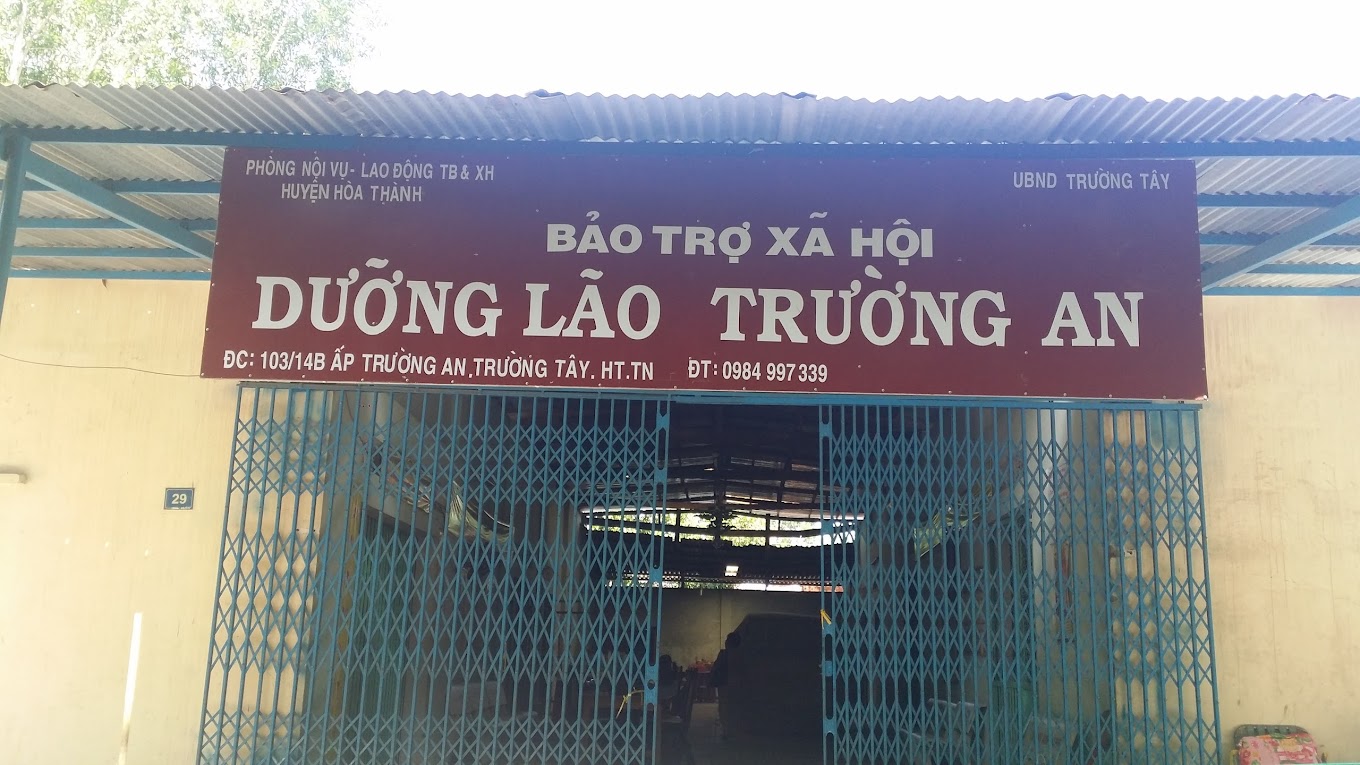 PHÒNG NỘI VỤ - LAO ĐỘNG TB & XH
HUYỆN HÒA THÀNH
UBND TRƯỜNG TÂY
BẢO TRỢ XÃ HỘI
DƯỠNG LÃO TRƯỜNG AN
ĐC: 103/14B ẤP TRƯỜNG AN, TRƯỜNG TÂY. HT.TN ĐT: 0984 997 339
29